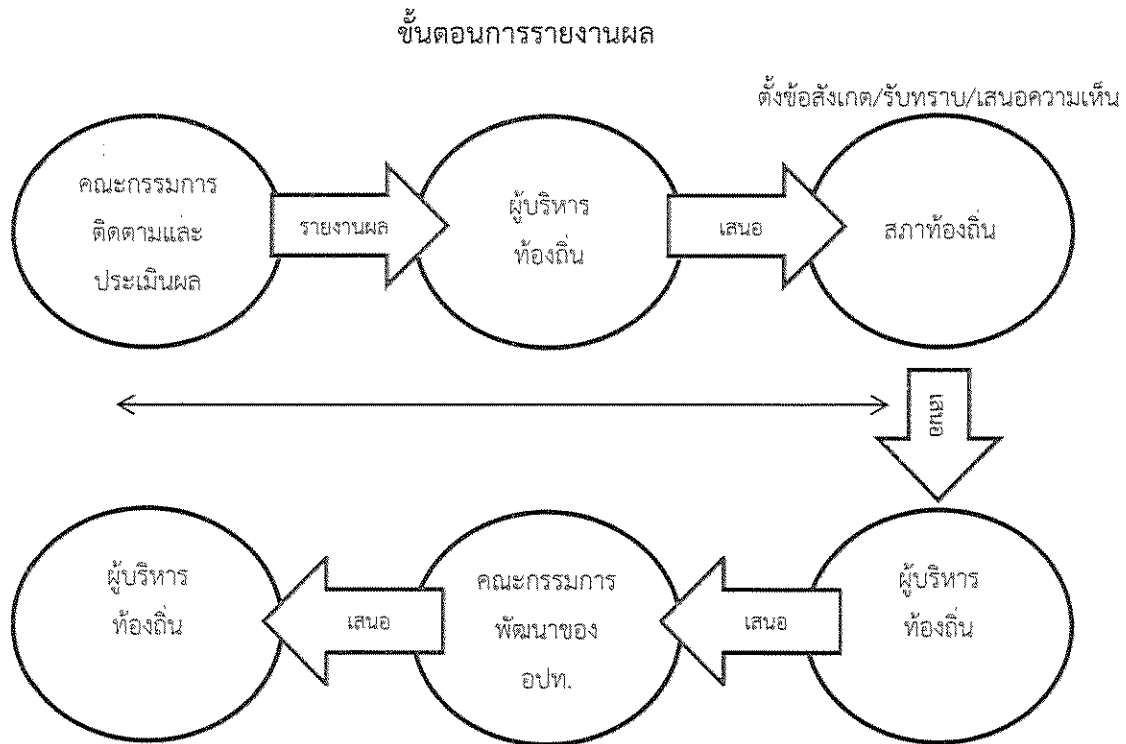 ขั้นตอนการรายงานผล
ตั้งข้อสังเกต/รับทราบ/เสนอความเห็น
คณะกรรมการ
ติดตามและ
ประเมินผล
รายงานผล
ผู้บริหาร
ท้องถิ่น
เสนอ
สภาท้องถิ่น
เสนอ
ผู้บริหาร
ท้องถิ่น
เสนอ
คณะกรรมการ
พัฒนาของ
อปท.
เสนอ
ผู้บริหาร
ท้องถิ่น